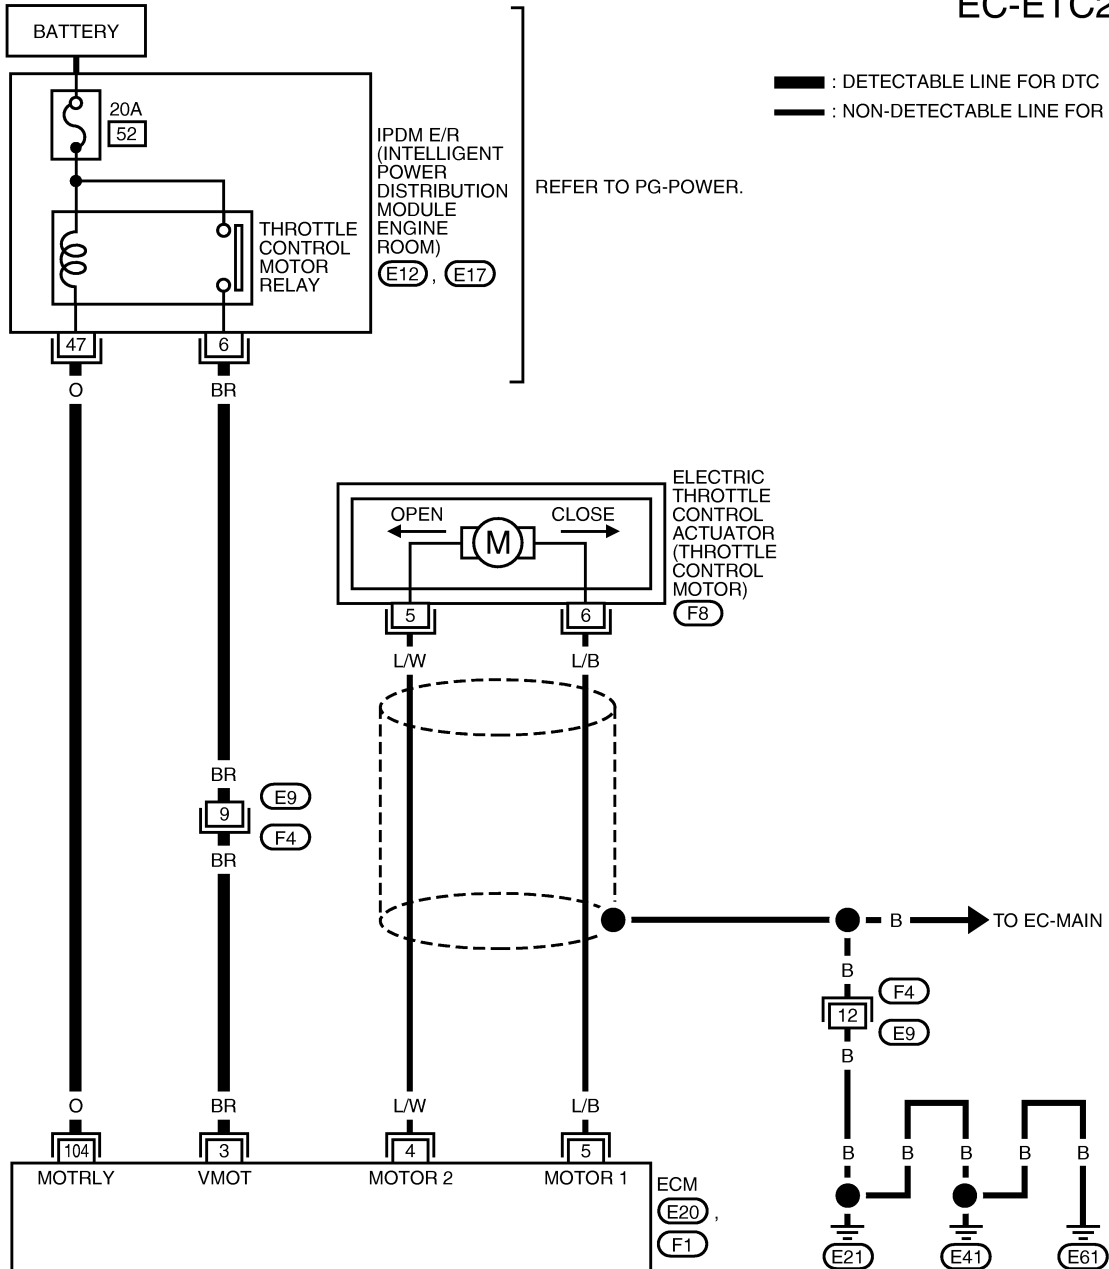 EC-ETC2
BATTERY
: DETECTABLE LINE FOR DTC
: NON-DETECTABLE LINE FOR
20A
52
IPDM E/R
(INTELLIGENT
POWER
DISTRIBUTION
MODULE
ENGINE
ROOM)
E12 , E17
REFER TO PG-POWER.
THROTTLE
CONTROL
MOTOR
RELAY
47 6
O BR
ELECTRIC
THROTTLE
CONTROL
ACTUATOR
(THROTTLE
CONTROL
MOTOR)
F8
OPEN CLOSE
M
5 6
L/W L/B
BR
9
E9
F4
BR
B TO EC-MAIN
B
12
F4
E9
B
O BR L/W L/B
104 3 4 5
MOTRLY VMOT MOTOR 2 MOTOR 1
ECM
E20 ,
F1
B B B B B
E21 E41 E61